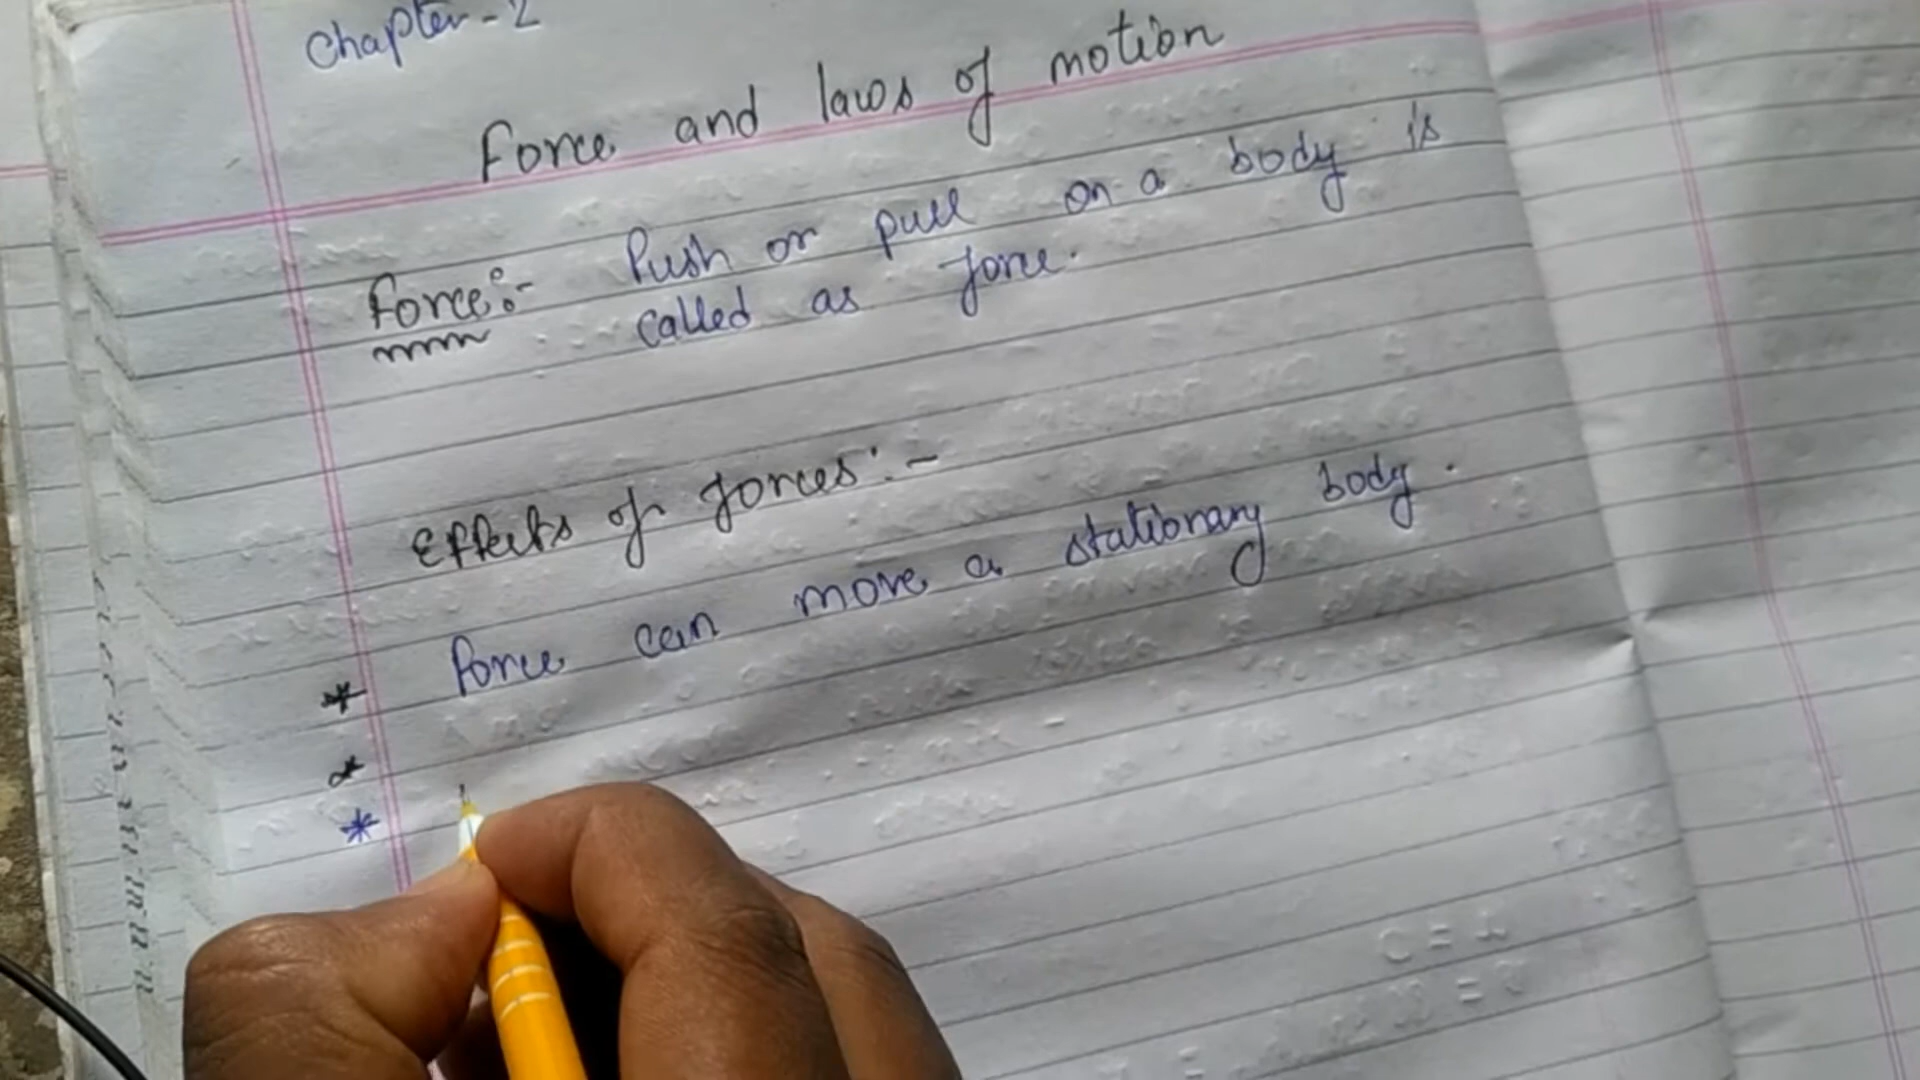 Chapter - 2
Force and laws of motion
Force :- Push or pull on a body is
called as force.
Effects of forces :-
* Force can move a stationary body.
*
*